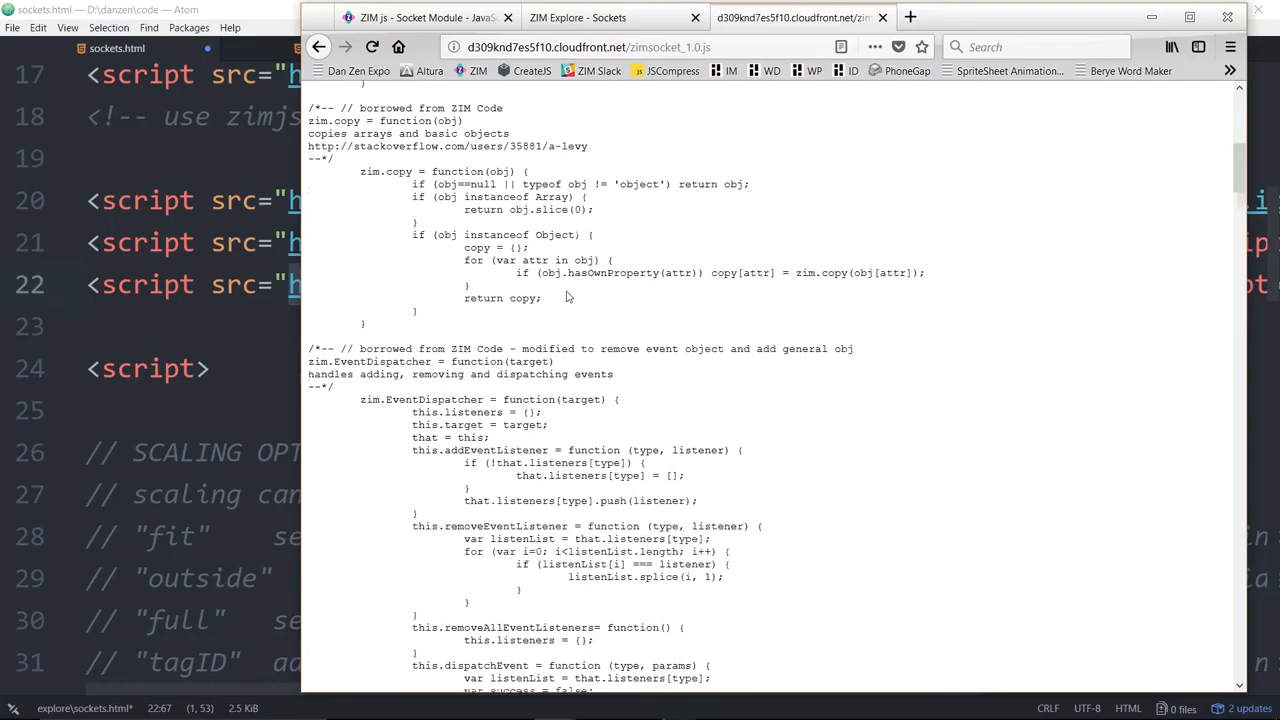 sockets.html — D:\danzen\code — Atom
File Edit View Selection Find Packages
sockets.html
17 <script src="h
18 <!-- use zimjs
19
20 <script src="h
21 <script src="h
22 <script src="h
23
24 <script>
25
26 // SCALING OPT
27 // scaling can
28 // "fit" se
29 // "outside"
30 // "full" se
31 // "tagID" ad
ZIM js - Socket Module - JavaSc
ZIM Explore - Sockets
d309knd7es5f10.cloudfront.net/zim
d309knd7es5f10.cloudfront.net/zimsocket_1.0.js
Search
Dan Zen Expo Altura ZIM CreateJS ZIM Slack JSCompress IM WD WP ID PhoneGap SpriteSheet Animation... Berye Word Marker
}
/*-- // borrowed from ZIM Code
zim.copy = function(obj)
copies arrays and basic objects
http://stackoverflow.com/users/35881/a-levy
--*/
zim.copy = function(obj) {
if (obj==null || typeof obj != 'object') return obj;
if (obj instanceof Array) {
return obj.slice(0);
}
if (obj instanceof Object) {
copy = {};
for (var attr in obj) {
if (obj.hasOwnProperty(attr)) copy[attr] = zim.copy(obj[attr]);
}
return copy;
}
}
/*-- // borrowed from ZIM Code - modified to remove event object and add general obj
zim.EventDispatcher = function(target)
handles adding, removing and dispatching events
--*/
zim.EventDispatcher = function(target) {
this.listeners = {};
this.target = target;
that = this;
this.addEventListener = function (type, listener) {
if (!that.listeners[type]) {
that.listeners[type] = [];
}
that.listeners[type].push(listener);
}
this.removeEventListener = function (type, listener) {
var listenList = that.listeners[type];
for (var i=0; i<listenList.length; i++) {
if (listenList[i] === listener) {
listenList.splice(i, 1);
}
}
}
this.removeAllEventListeners= function() {
this.listeners = {};
}
this.dispatchEvent = function (type, params) {
var listenList = that.listeners[type];
var success = false;
explore\sockets.html* 22:67 (1, 53) 2.5 KiB CRLF UTF-8 HTML 0 files 2 updates